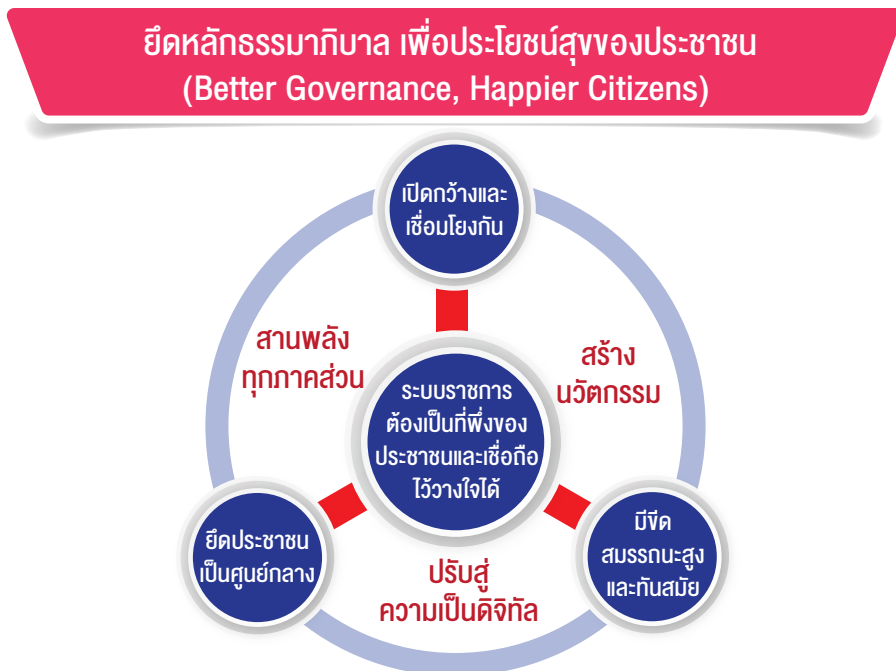 ยึดหลักธรรมาภิบาล เพื่อประโยชน์สุขของประชาชน
(Better Governance, Happier Citizens)
เปิดกว้างและ
เชื่อมโยงกัน
สานพลัง
ทุกภาคส่วน
สร้าง
นวัตกรรม
ระบบราชการ
ต้องเป็นที่พึ่งของ
ประชาชนและเชื่อถือ
ไว้วางใจได้
ยึดประชาชน
เป็นศูนย์กลาง
ปรับสู่
ความเป็นดิจิทัล
มีขีด
สมรรถนะสูง
และทันสมัย